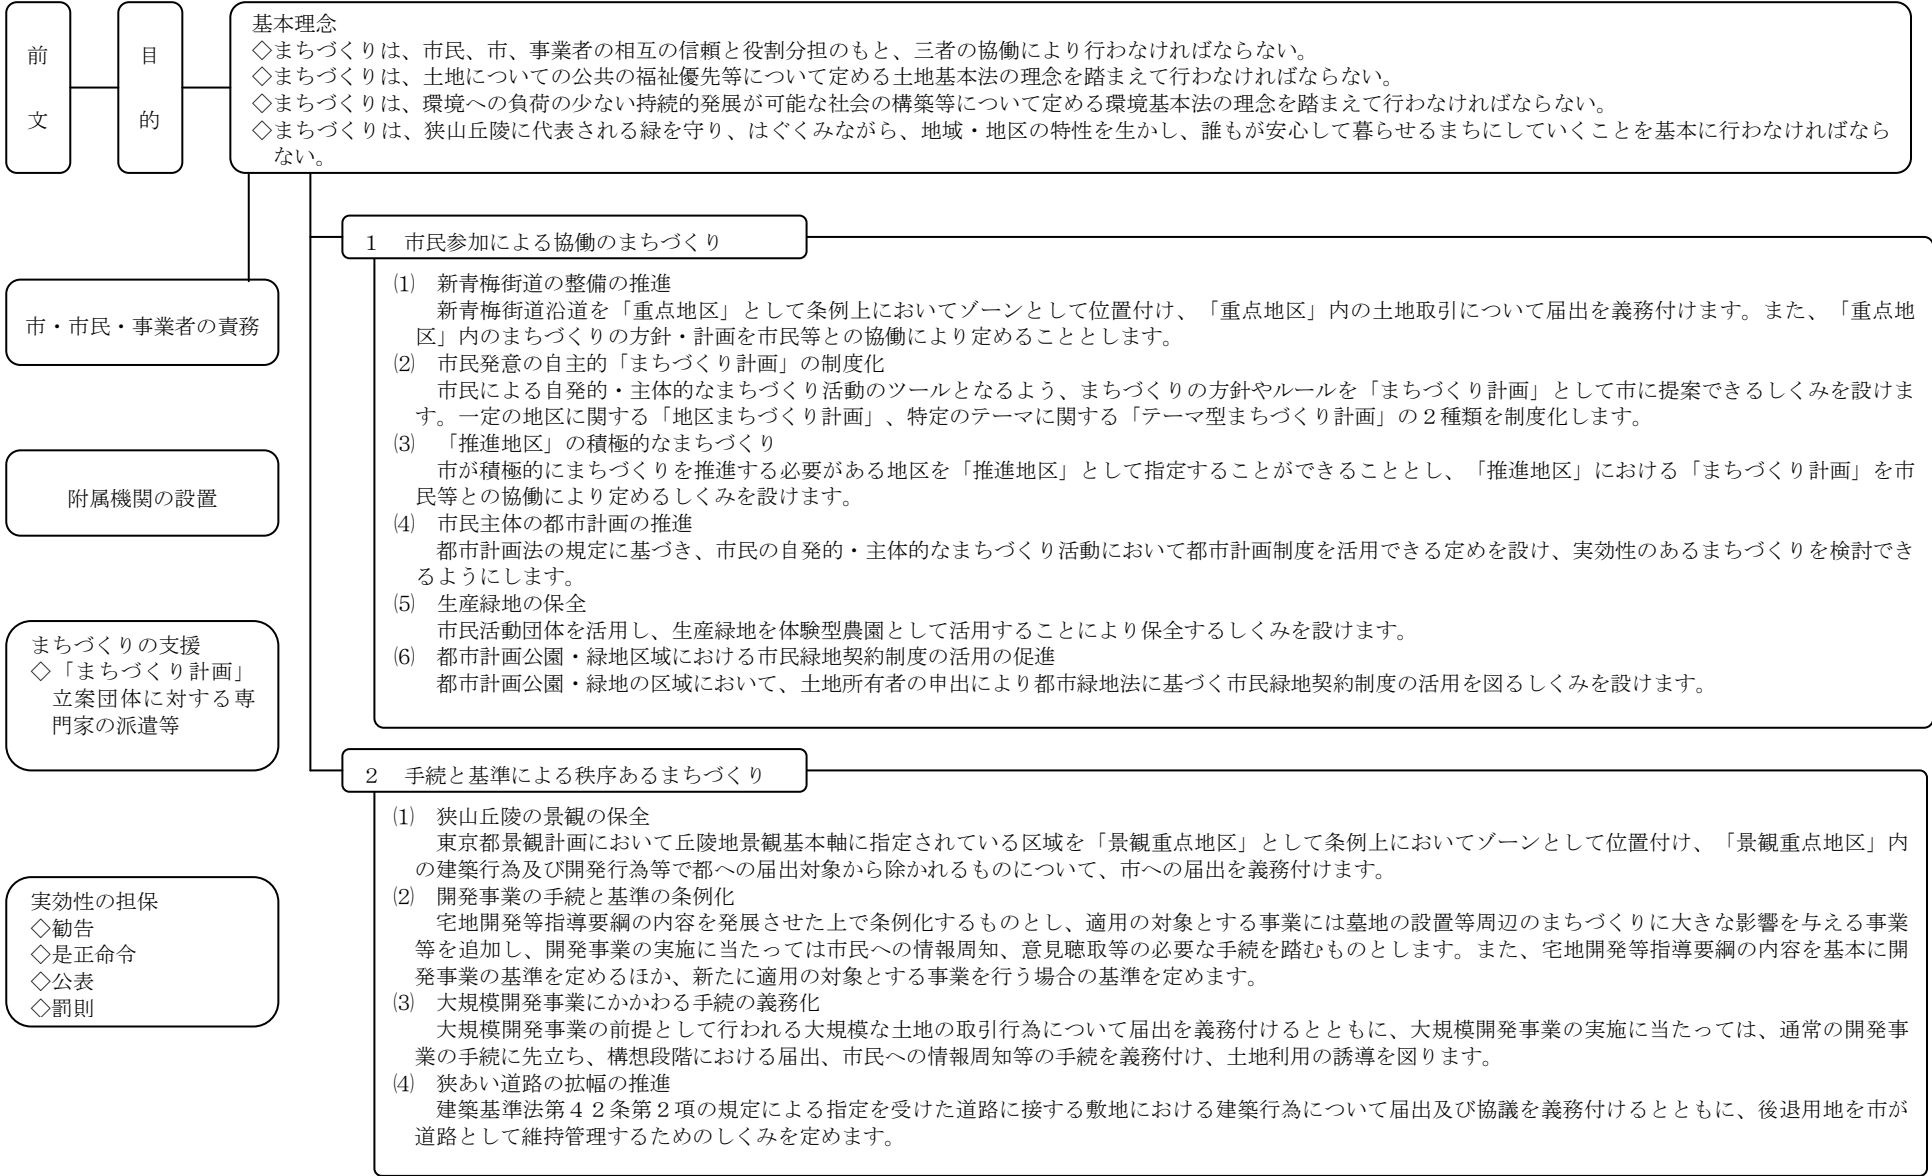 前
文
目
的
基本理念
◇まちづくりは、市民、市、事業者の相互の信頼と役割分担のもと、三者の協働により行わなければならない。
◇まちづくりは、土地についての公共の福祉優先等について定める土地基本法の理念を踏まえて行わなければならない。
◇まちづくりは、環境への負荷の少ない持続的発展が可能な社会の構築等について定める環境基本法の理念を踏まえて行わなければならない。
◇まちづくりは、狭山丘陵に代表される緑を守り、はぐくみながら、地域・地区の特性を生かし、誰もが安心して暮らせるまちにしていくことを基本に行わなければなら
ない。
市・市民・事業者の責務
附属機関の設置
まちづくりの支援
◇「まちづくり計画」
立案団体に対する専
門家の派遣等
実効性の担保
◇勧告
◇是正命令
◇公表
◇罰則
1 市民参加による協働のまちづくり
⑴ 新青梅街道の整備の推進
新青梅街道沿道を「重点地区」として条例上においてゾーンとして位置付け、「重点地区」内の土地取引について届出を義務付けます。また、「重点地
区」内のまちづくりの方針・計画を市民等との協働により定めることとします。
⑵ 市民発意の自主的「まちづくり計画」の制度化
市民による自発的・主体的なまちづくり活動のツールとなるよう、まちづくりの方針やルールを「まちづくり計画」として市に提案できるしくみを設けま
す。一定の地区に関する「地区まちづくり計画」、特定のテーマに関する「テーマ型まちづくり計画」の2種類を制度化します。
⑶ 「推進地区」の積極的なまちづくり
市が積極的にまちづくりを推進する必要がある地区を「推進地区」として指定することができることとし、「推進地区」における「まちづくり計画」を市
民等との協働により定めるしくみを設けます。
⑷ 市民主体の都市計画の推進
都市計画法の規定に基づき、市民の自発的・主体的なまちづくり活動において都市計画制度を活用できる定めを設け、実効性のあるまちづくりを検討でき
るようにします。
⑸ 生産緑地の保全
市民活動団体を活用し、生産緑地を体験型農園として活用することにより保全するしくみを設けます。
⑹ 都市計画公園・緑地区域における市民緑地契約制度の活用の促進
都市計画公園・緑地の区域において、土地所有者の申出により都市緑地法に基づく市民緑地契約制度の活用を図るしくみを設けます。
2 手続と基準による秩序あるまちづくり
⑴ 狭山丘陵の景観の保全
東京都景観計画において丘陵地景観基本軸に指定されている区域を「景観重点地区」として条例上においてゾーンとして位置付け、「景観重点地区」内
の建築行為及び開発行為等で都への届出対象から除かれるものについて、市への届出を義務付けます。
⑵ 開発事業の手続と基準の条例化
宅地開発等指導要綱の内容を発展させた上で条例化するものとし、適用の対象とする事業には墓地の設置等周辺のまちづくりに大きな影響を与える事業
等を追加し、開発事業の実施に当たっては市民への情報周知、意見聴取等の必要な手続を踏むものとします。また、宅地開発等指導要綱の内容を基本に開
発事業の基準を定めるほか、新たに適用の対象とする事業を行う場合の基準を定めます。
⑶ 大規模開発事業にかかわる手続の義務化
大規模開発事業の前提として行われる大規模な土地の取引行為について届出を義務付けるとともに、大規模開発事業の実施に当たっては、通常の開発事
業の手続に先立ち、構想段階における届出、市民への情報周知等の手続を義務付け、土地利用の誘導を図ります。
⑷ 狭あい道路の拡幅の推進
建築基準法第42条第2項の規定による指定を受けた道路に接する敷地における建築行為について届出及び協議を義務付けるとともに、後退用地を市が
道路として維持管理するためのしくみを定めます。